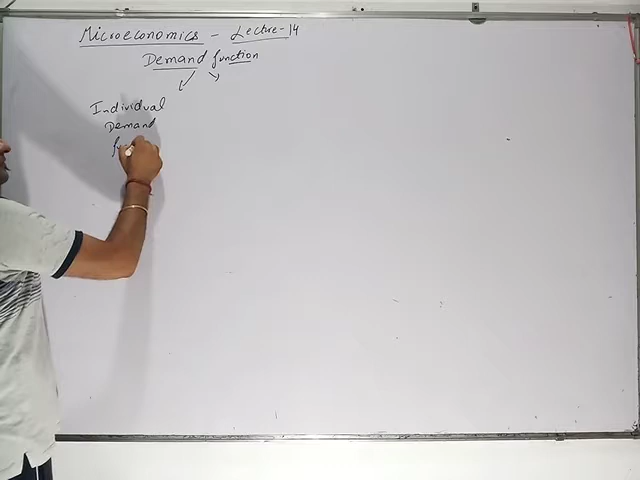 Microeconomics - Lecture-14
Demand function
Individual
Demand